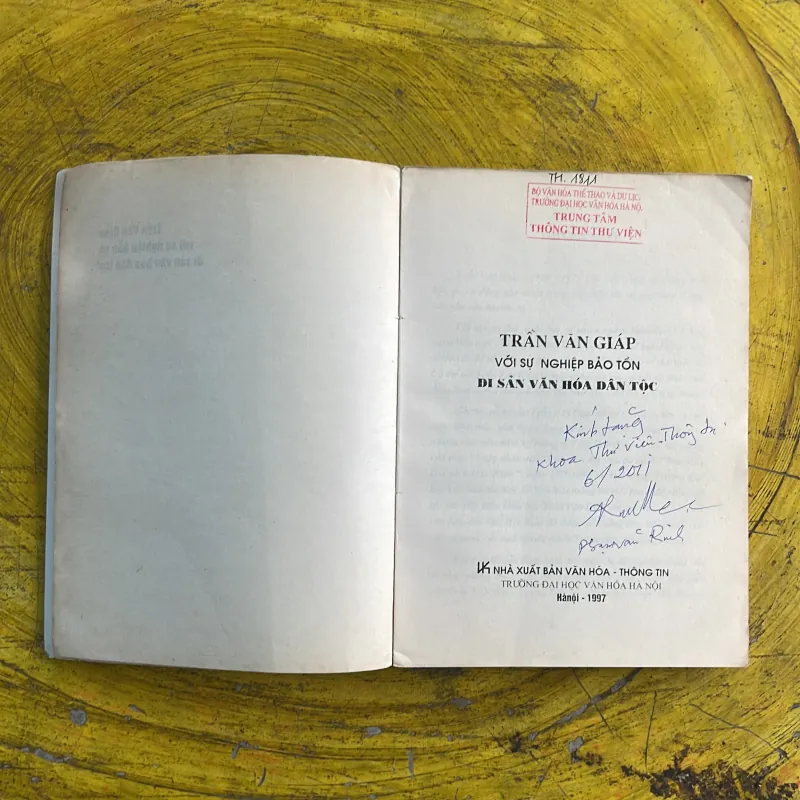 TH. 1811
BỘ VĂN HÓA THỂ THAO VÀ DU LỊCH
TRƯỜNG ĐẠI HỌC VĂN HÓA HÀ NỘI
TRUNG TÂM
THÔNG TIN THƯ VIỆN
TRẦN VĂN GIÁP
VỚI SỰ NGHIỆP BẢO TỒN
DI SẢN VĂN HÓA DÂN TỘC
Kính tặng
Khoa Thư viện - Thông tin
6/2011
NHÀ XUẤT BẢN VĂN HÓA - THÔNG TIN
TRƯỜNG ĐẠI HỌC VĂN HÓA HÀ NỘI
Hànội - 1997